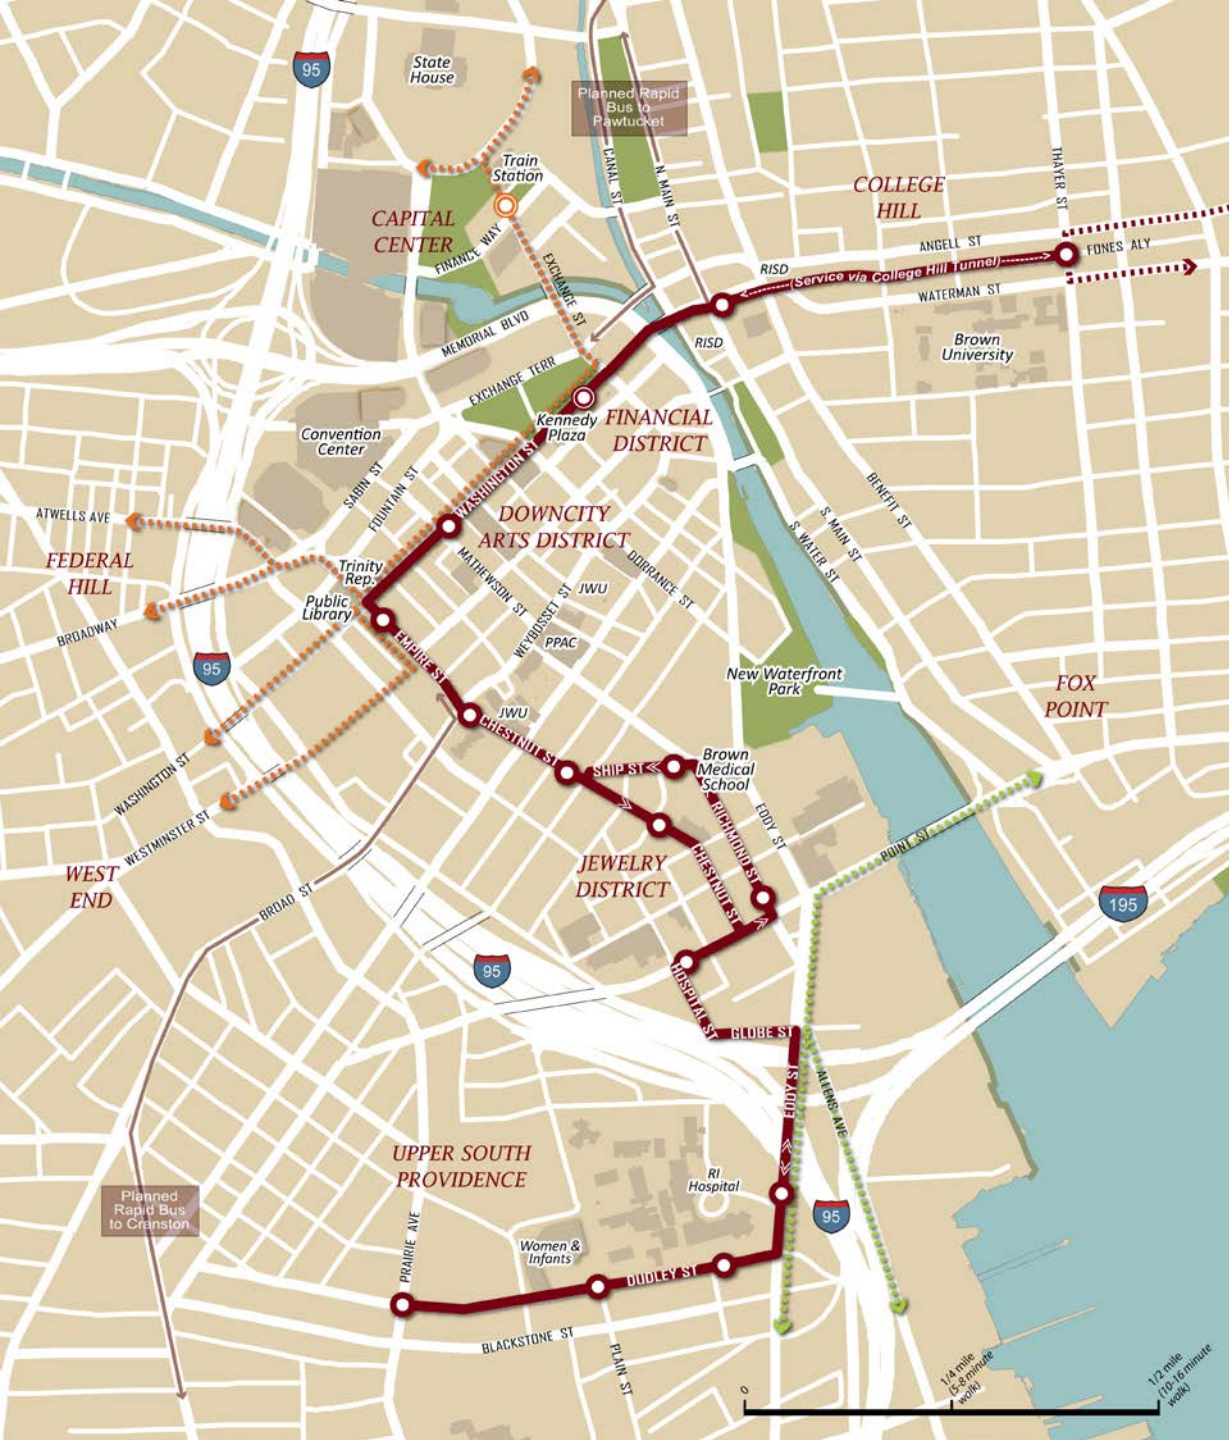 95
State
House
Planned Rapid
Bus to
Pawtucket
Train
Station
CANAL ST
N. MAIN ST
THAYER ST
COLLEGE
HILL
CAPITAL
CENTER
FINANCE WAY
EXCHANGE ST
ANGELL ST
FONES ALY
RISD
(Service via College Hill Tunnel)
WATERMAN ST
MEMORIAL BLVD
RISD
Brown
University
EXCHANGE TERR
Kennedy
Plaza
FINANCIAL
DISTRICT
Convention
Center
WASHINGTON ST
SABIN ST
FOUNTAIN ST
BENEFIT ST
ATWELLS AVE
DOWNCITY
ARTS DISTRICT
S. MAIN ST
S. WATER ST
FEDERAL
HILL
Trinity
Rep.
MATHEWSON ST
DORRANCE ST
JWU
Public
Library
WEYBOSSET ST
BROADWAY
EMPIRE ST
PPAC
95
New Waterfront
Park
FOX
POINT
JWU
CHESTNUT ST
WASHINGTON ST
SHIP ST
Brown
Medical
School
WESTMINSTER ST
RICHMOND ST
EDDY ST
POINT ST
WEST
END
JEWELRY
DISTRICT
CHESTNUT ST
BROAD ST
195
95
HOSPITAL ST
GLOBE ST
EDDY ST
ALLENS AVE
UPPER SOUTH
PROVIDENCE
RI
Hospital
Planned
Rapid Bus
to Cranston
95
PRAIRIE AVE
Women &
Infants
DUDLEY ST
BLACKSTONE ST
PLAIN ST
0
1/4 mile
(5-8 minute
walk)
1/2 mile
(10-16 minute
walk)